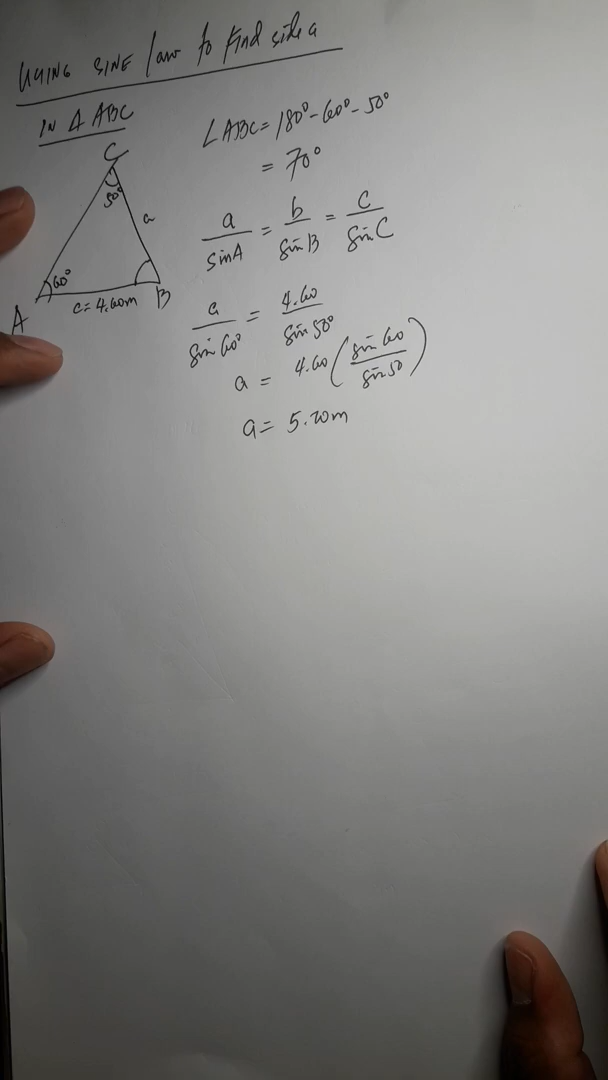 USING SINE law to find side a
IN Δ ABC
∠ABC = 180° - 60° - 50°
= 70°
C
50°
a
60°
A
c = 4.60m
B
a/sinA = b/sinB = c/sinC
a/sin 60° = 4.60/sin 50°
a = 4.60 (sin 60/sin 50)
a = 5.20m